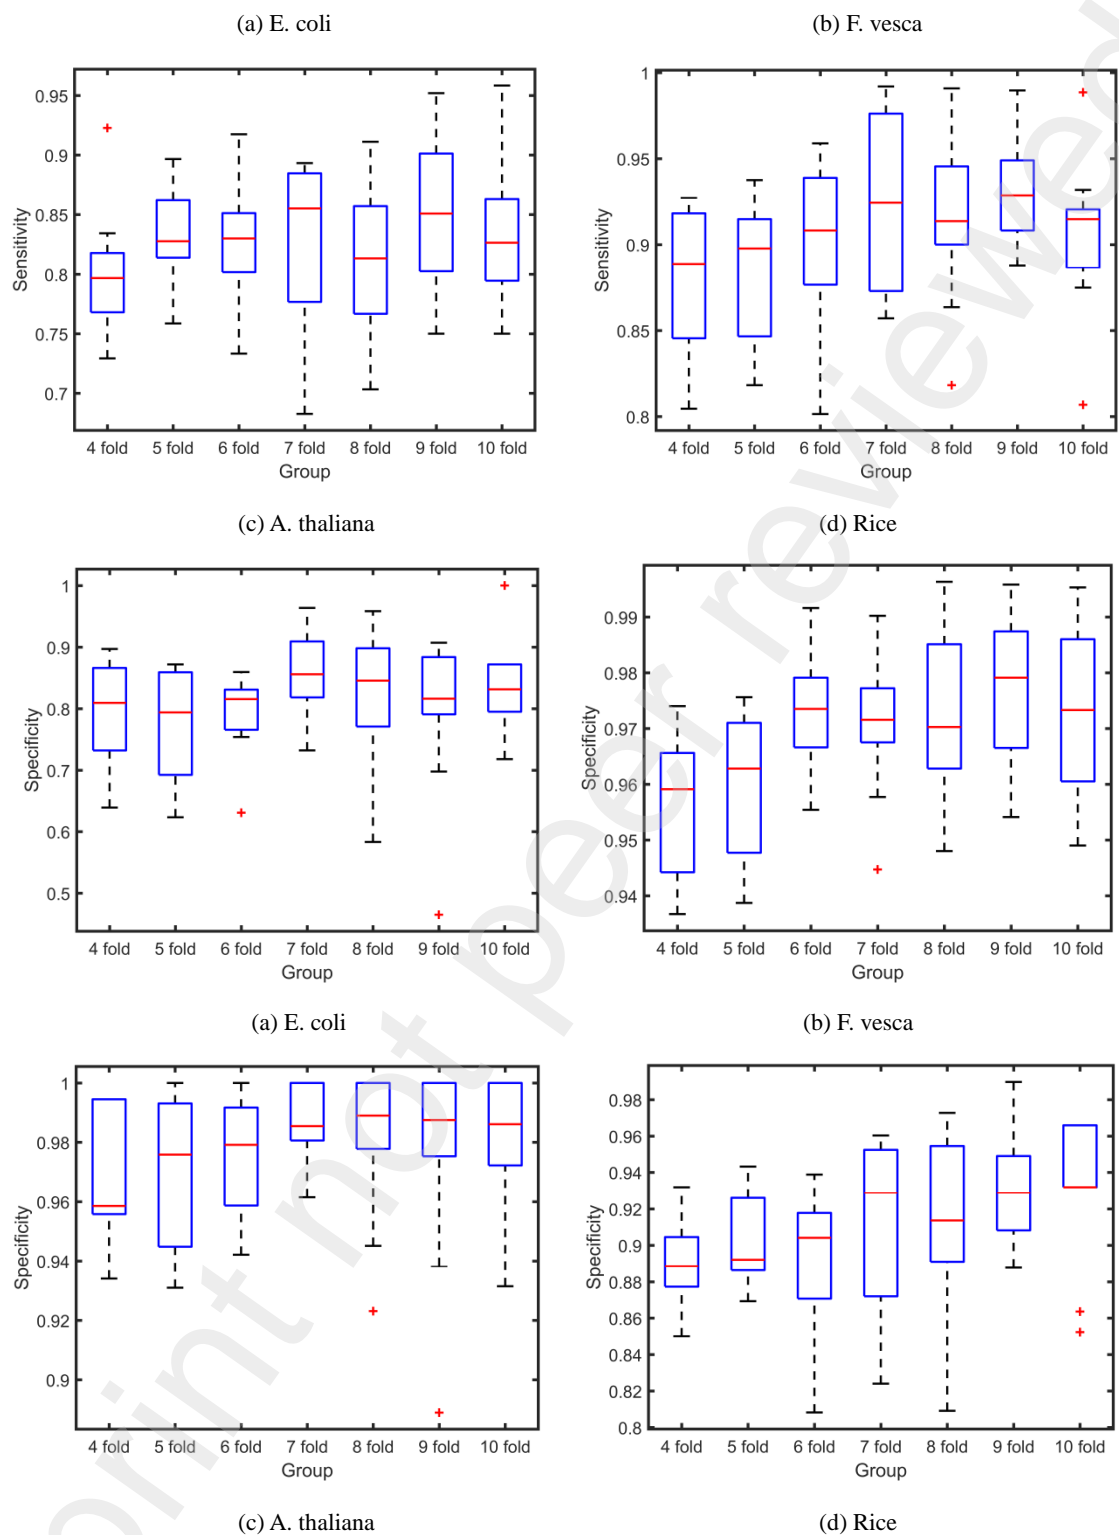 (a) E. coli
(b) F. vesca
Sensitivity
0.95
0.9
0.85
0.8
0.75
0.7
4 fold 5 fold 6 fold 7 fold 8 fold 9 fold 10 fold
Group
Sensitivity
1
0.95
0.9
0.85
0.8
4 fold 5 fold 6 fold 7 fold 8 fold 9 fold 10 fold
Group
(c) A. thaliana
(d) Rice
Specificity
1
0.9
0.8
0.7
0.6
0.5
4 fold 5 fold 6 fold 7 fold 8 fold 9 fold 10 fold
Group
Specificity
0.99
0.98
0.97
0.96
0.95
0.94
4 fold 5 fold 6 fold 7 fold 8 fold 9 fold 10 fold
Group
(a) E. coli
(b) F. vesca
Specificity
1
0.98
0.96
0.94
0.92
0.9
4 fold 5 fold 6 fold 7 fold 8 fold 9 fold 10 fold
Group
Specificity
0.98
0.96
0.94
0.92
0.9
0.88
0.86
0.84
0.82
0.8
4 fold 5 fold 6 fold 7 fold 8 fold 9 fold 10 fold
Group
(c) A. thaliana
(d) Rice
print not peer reviewed